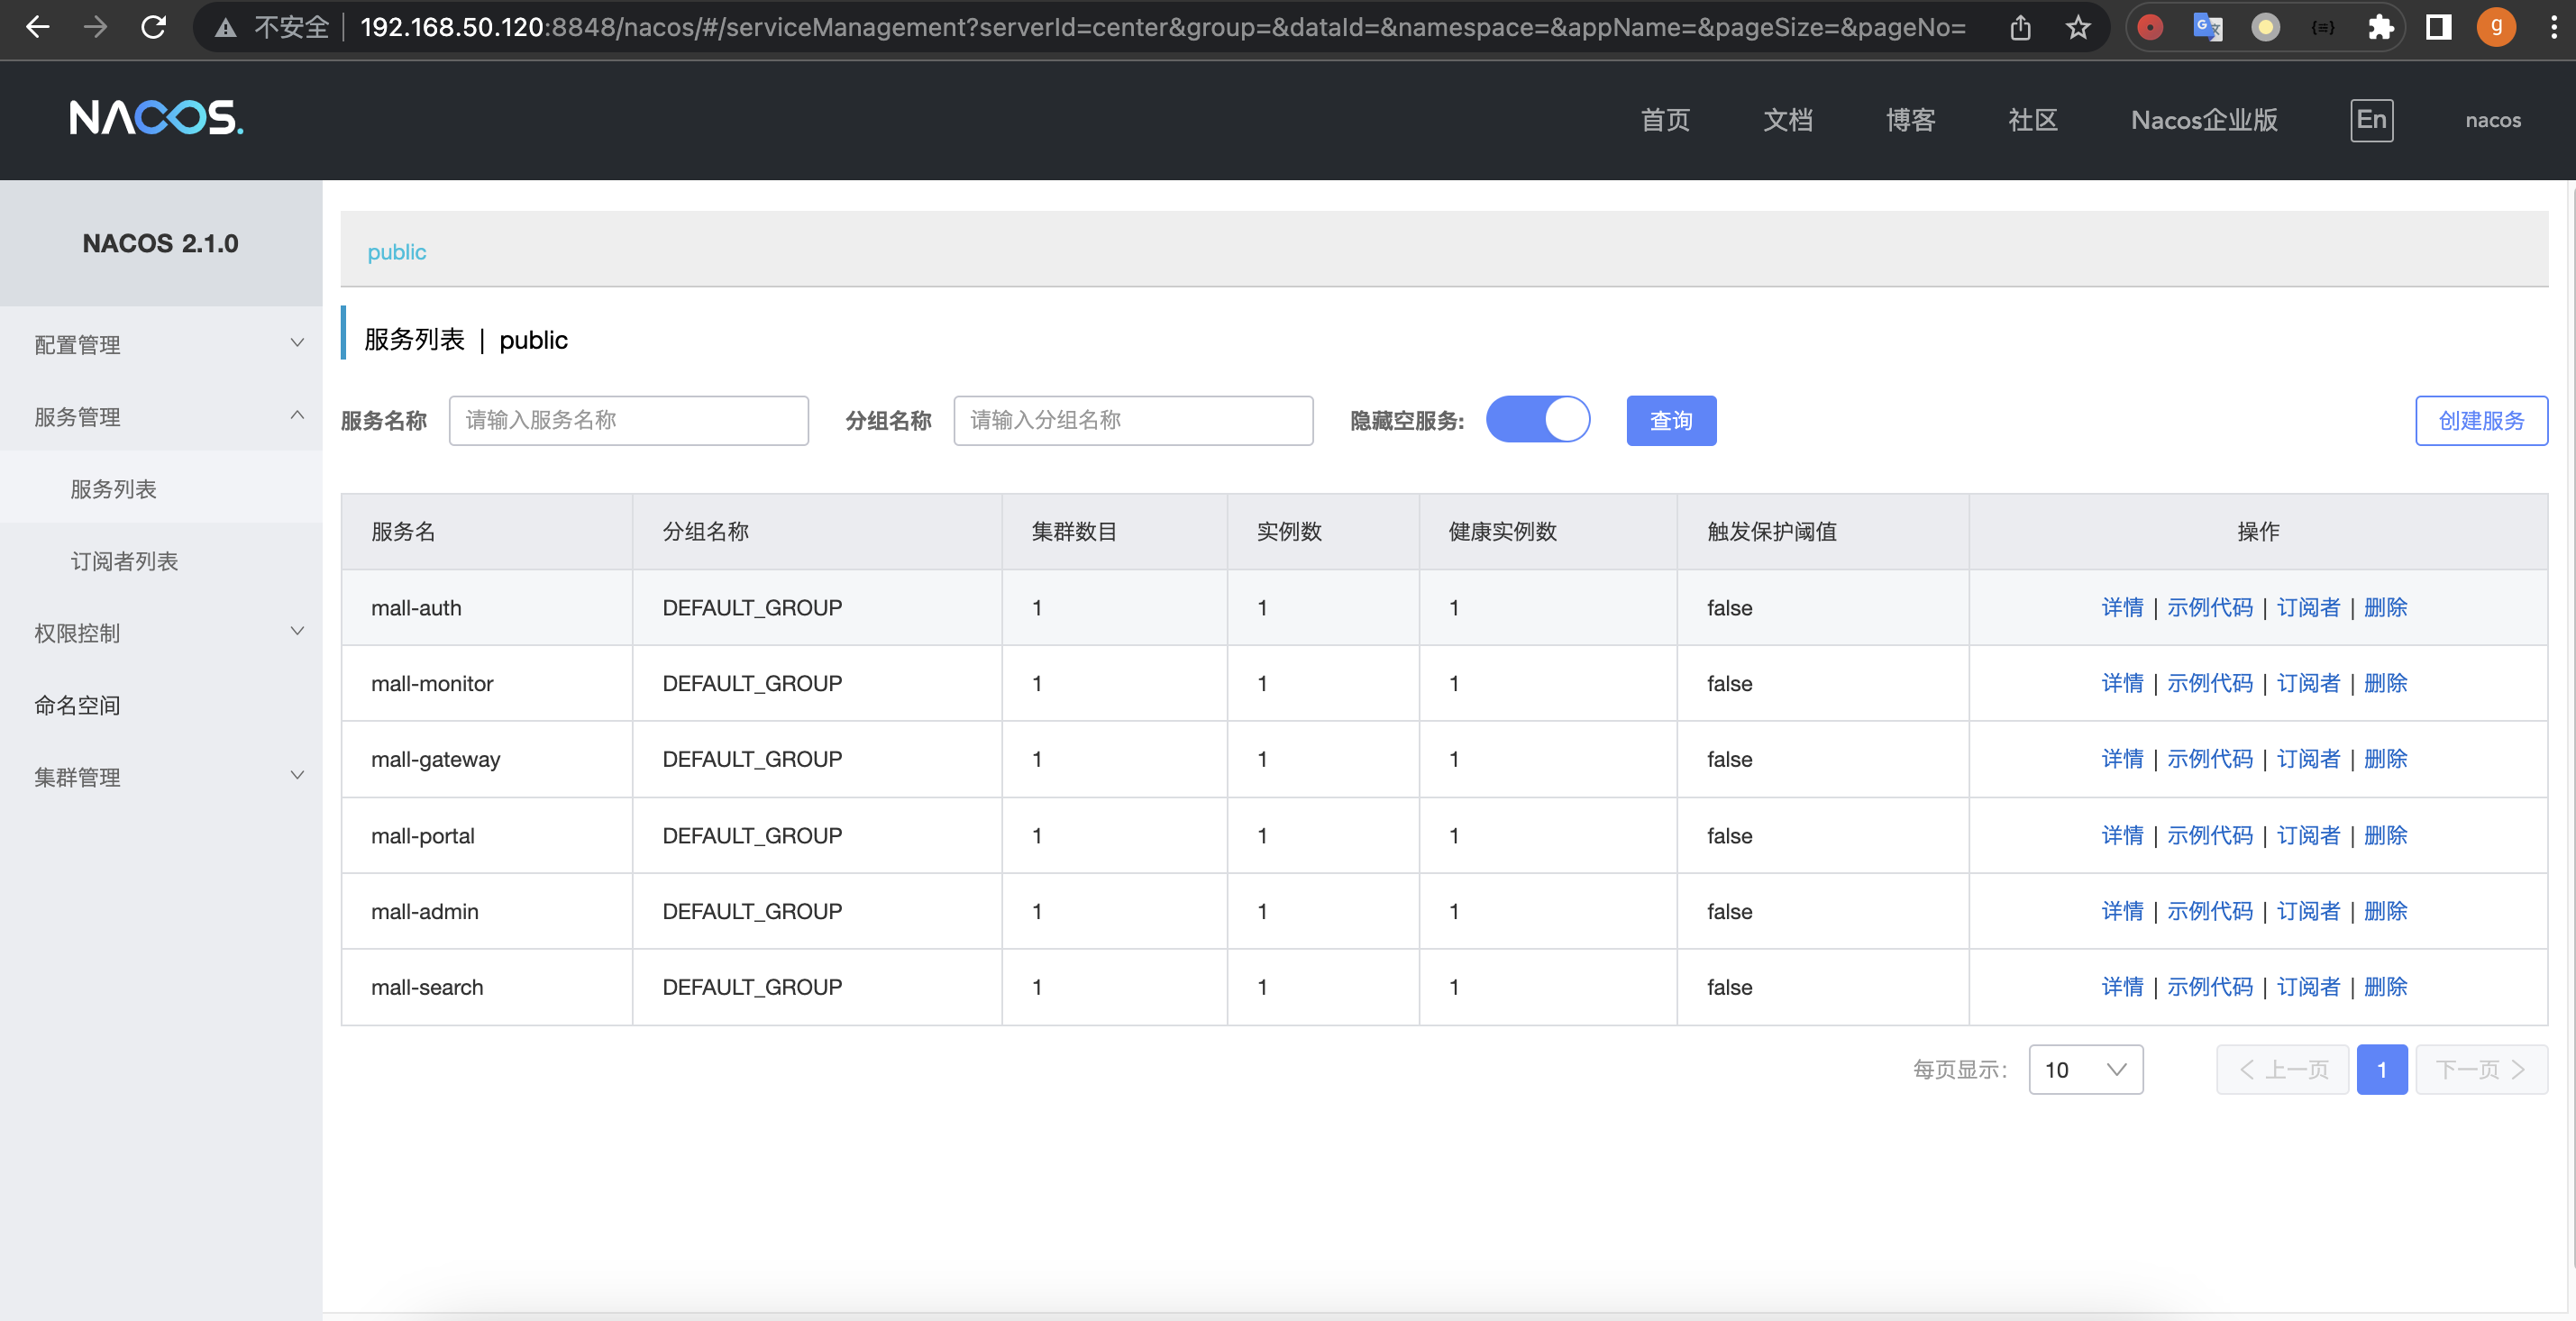 不安全 | 192.168.50.120:8848/nacos/#/serviceManagement?serverId=center&group=&dataId=&namespace=&appName=&pageSize=&pageNo=
g
NACOS.
首页 文档 博客 社区 Nacos企业版 En nacos
NACOS 2.1.0
配置管理
服务管理
服务列表
订阅者列表
权限控制
命名空间
集群管理
public
服务列表 | public
服务名称 请输入服务名称 分组名称 请输入分组名称 隐藏空服务: 查询 创建服务
服务名 分组名称 集群数目 实例数 健康实例数 触发保护阈值 操作
mall-auth DEFAULT_GROUP 1 1 1 false 详情 | 示例代码 | 订阅者 | 删除
mall-monitor DEFAULT_GROUP 1 1 1 false 详情 | 示例代码 | 订阅者 | 删除
mall-gateway DEFAULT_GROUP 1 1 1 false 详情 | 示例代码 | 订阅者 | 删除
mall-portal DEFAULT_GROUP 1 1 1 false 详情 | 示例代码 | 订阅者 | 删除
mall-admin DEFAULT_GROUP 1 1 1 false 详情 | 示例代码 | 订阅者 | 删除
mall-search DEFAULT_GROUP 1 1 1 false 详情 | 示例代码 | 订阅者 | 删除
每页显示: 10 上一页 1 下一页